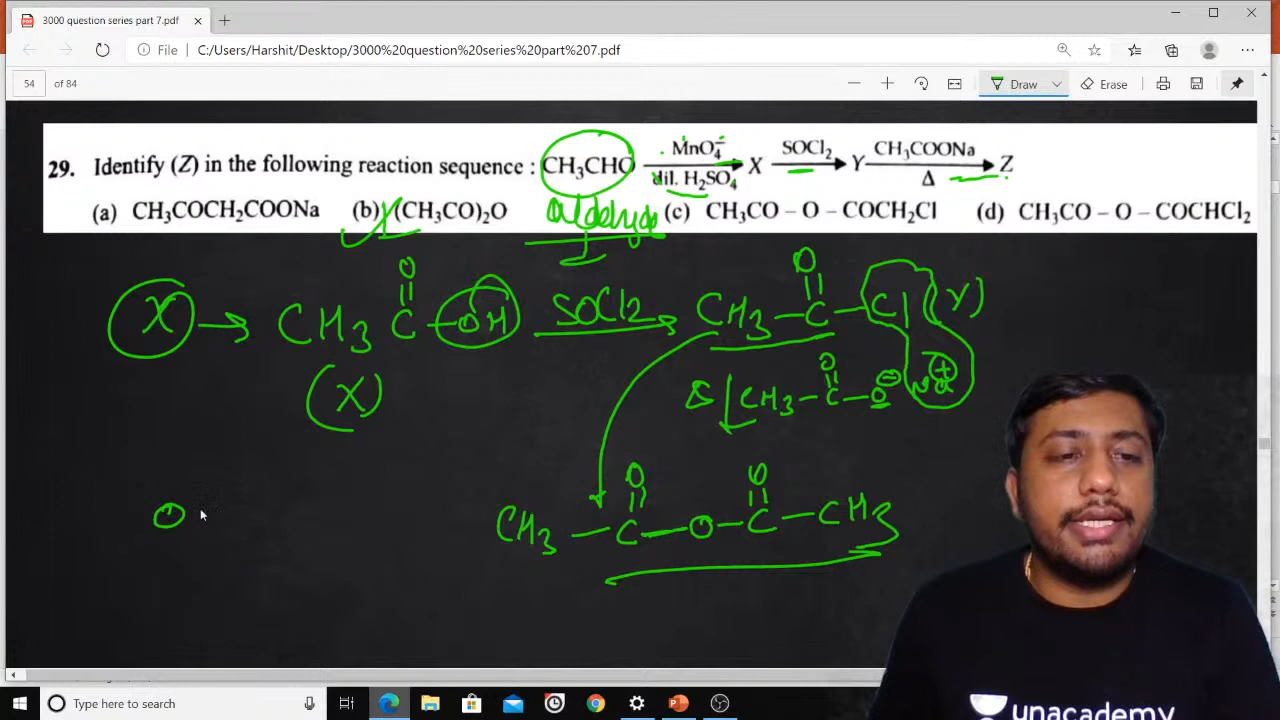 3000 question series part 7.pdf
File C:/Users/Harshit/Desktop/3000%20question%20series%20part%207.pdf
54 of 84 Draw Erase
29. Identify (Z) in the following reaction sequence : CH3CHO MnO4− dil. H2SO4 X SOCl2 Y CH3COONa Δ Z
(a) CH3COCH2COONa (b) (CH3CO)2O (c) CH3CO – O – COCH2Cl (d) CH3CO – O – COCHCl2
aldehyde
X → CH3 C O OH SOCl2 CH3 – C O – Cl (Y)
(X)
Δ CH3 – C O – O⊖ Na⊕
CH3 – C O – O – C O – CH3
O
unacademy
Type here to search